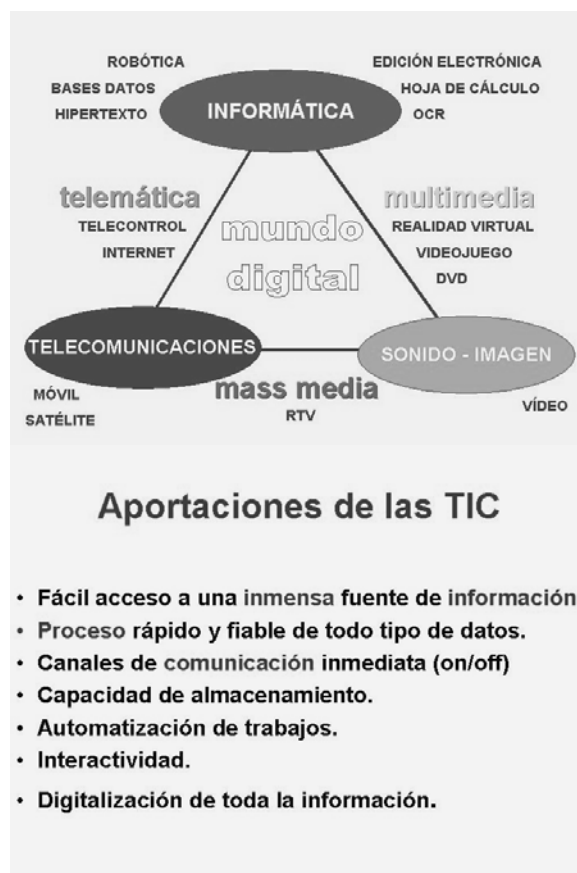 ROBÓTICA
BASES DATOS
HIPERTEXTO
INFORMÁTICA
EDICIÓN ELECTRÓNICA
HOJA DE CÁLCULO
OCR
telemática
TELECONTROL
INTERNET
mundo
digital
multimedia
REALIDAD VIRTUAL
VIDEOJUEGO
DVD
TELECOMUNICACIONES
SONIDO - IMAGEN
MÓVIL
SATÉLITE
mass media
RTV
VÍDEO
Aportaciones de las TIC
• Fácil acceso a una inmensa fuente de información
• Proceso rápido y fiable de todo tipo de datos.
• Canales de comunicación inmediata (on/off)
• Capacidad de almacenamiento.
• Automatización de trabajos.
• Interactividad.
• Digitalización de toda la información.